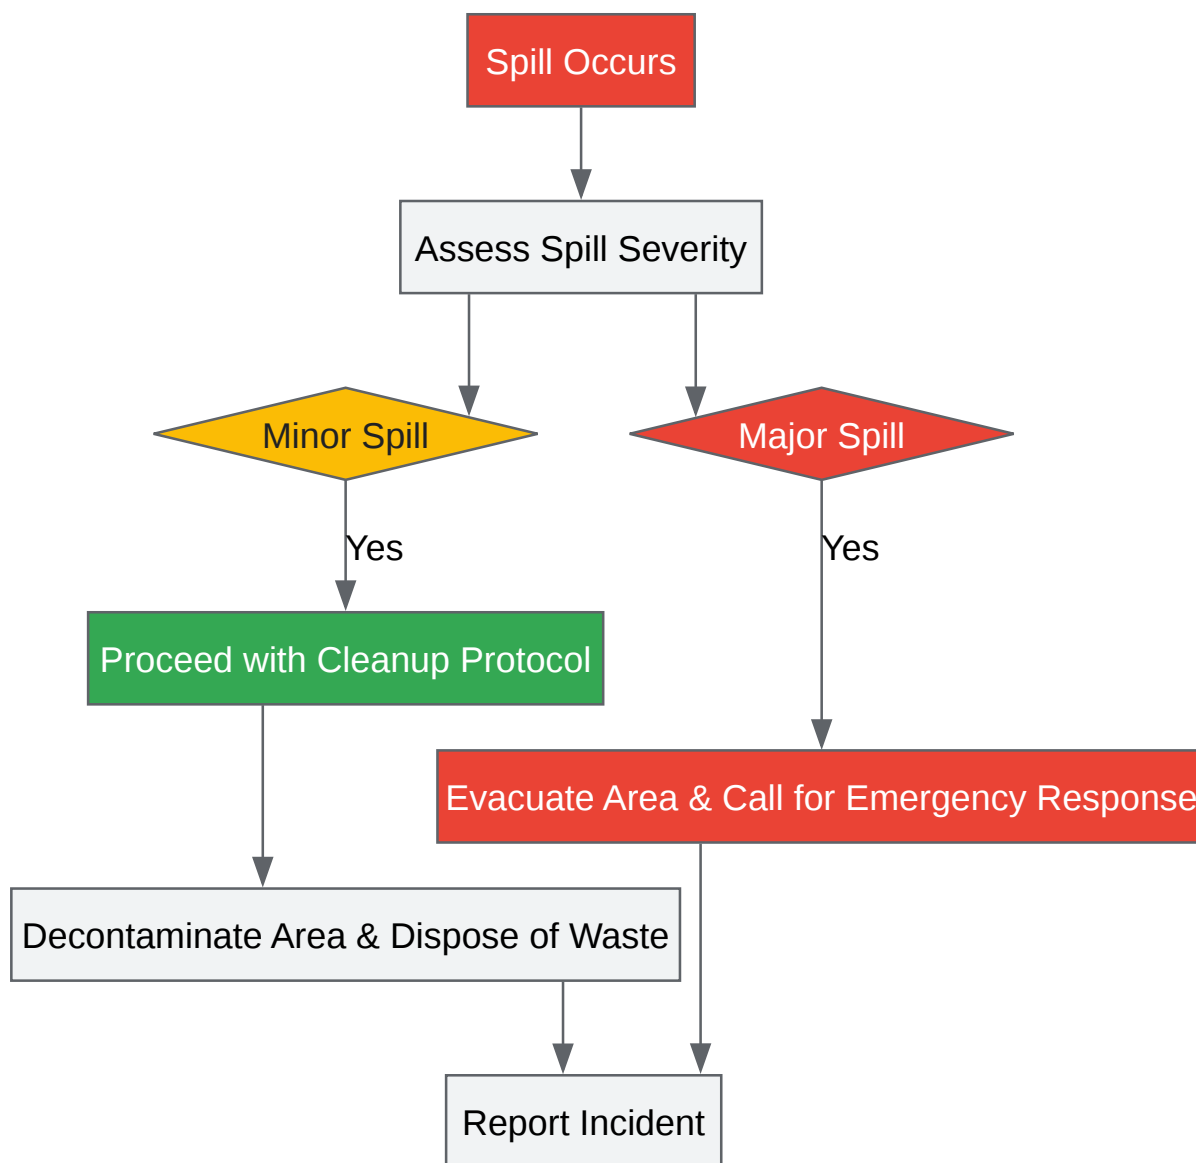 Spill Occurs
Assess Spill Severity
Minor Spill
Major Spill
Yes
Yes
Proceed with Cleanup Protocol
Evacuate Area & Call for Emergency Response
Decontaminate Area & Dispose of Waste
Report Incident